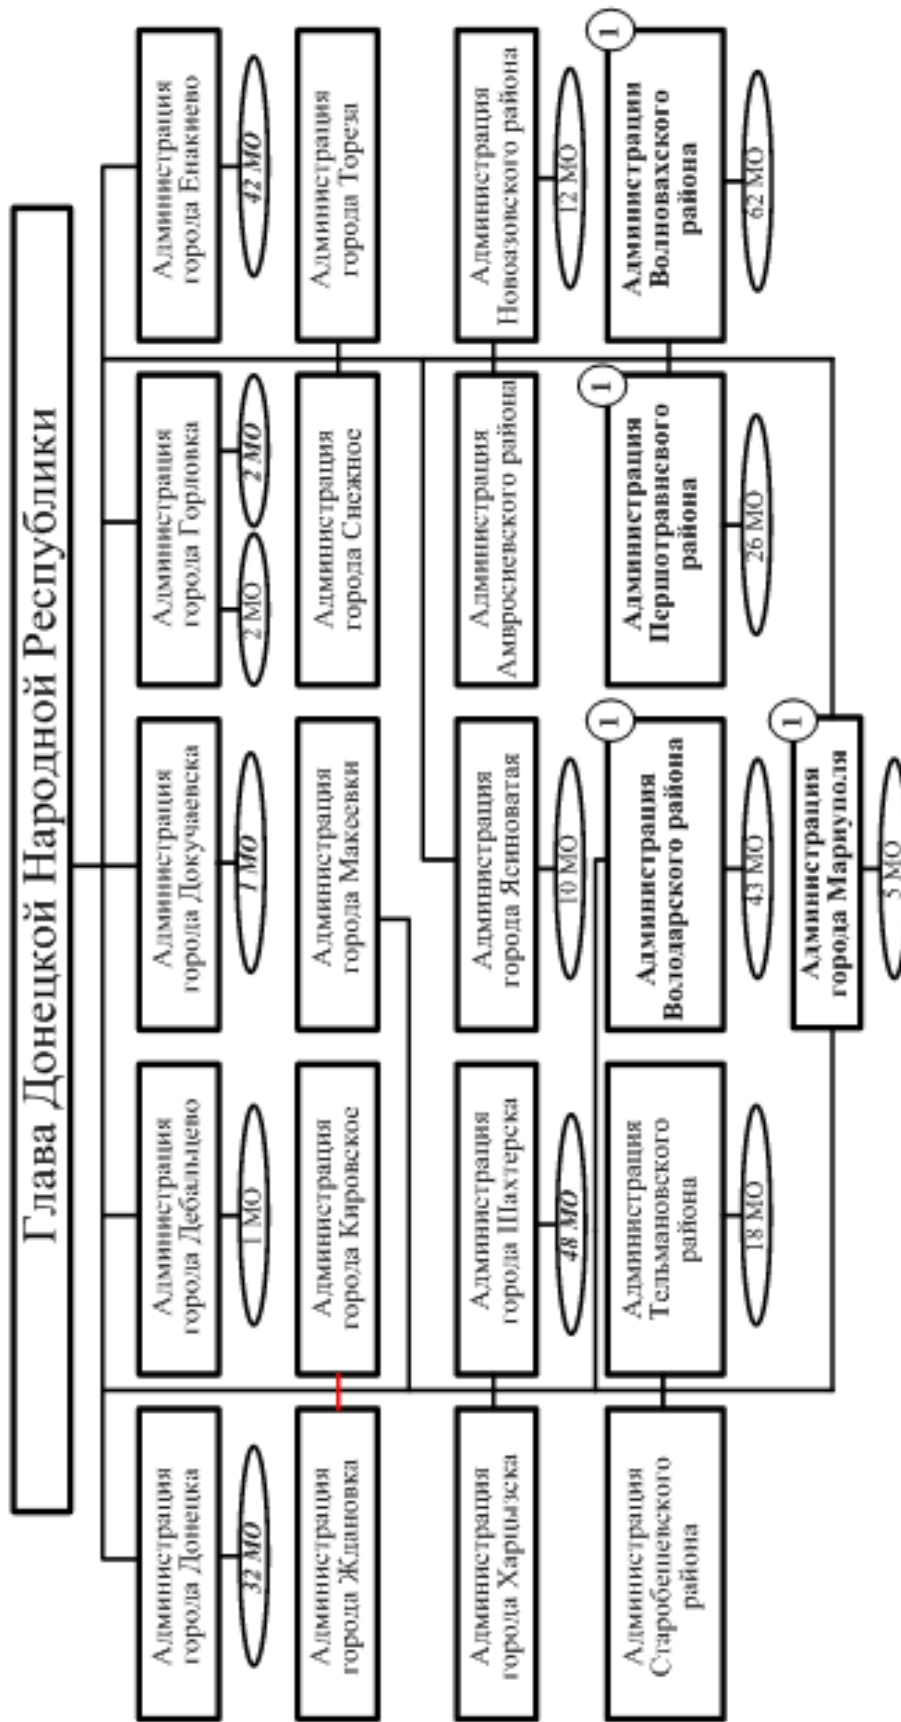 Глава Донецкой Народной Республики
Администрация
города Донецка
32 МО
Администрация
города Дебальцево
1 МО
Администрация
города Докучаевска
1 МО
Администрация
города Горловка
2 МО
2 МО
Администрация
города Енакиево
42 МО
Администрация
города Ждановка
Администрация
города Кировское
Администрация
города Макеевки
Администрация
города Снежное
Администрация
города Тореза
Администрация
города Харцызска
Администрация
города Шахтерска
48 МО
Администрация
города Ясиноватая
10 МО
Администрация
Амвросиевского района
Администрация
Новоазовского района
12 МО
Администрация
Старобешевского
района
Администрация
Тельмановского
района
18 МО
1
Администрация
Володарского района
43 МО
1
Администрация
Першотравневого
района
26 МО
1
Администрации
Волновахского
района
62 МО
1
Администрация
города Мариуполя
5 МО